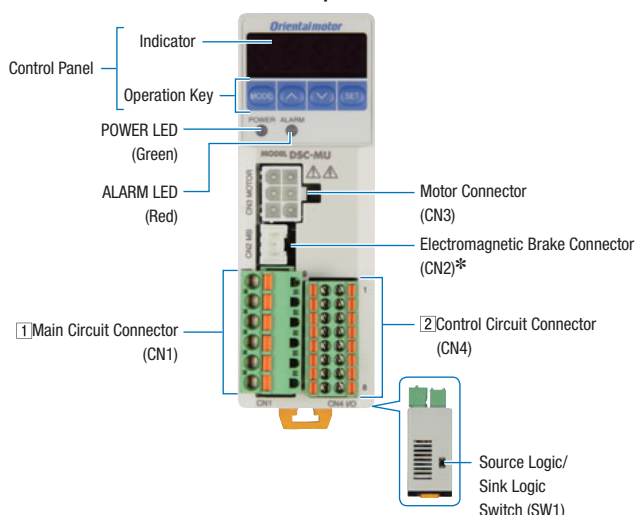 Orientalmotor
Indicator
Control Panel
Operation Key
MODE
SET
POWER ALARM
POWER LED
(Green)
MODEL DSC-MU
ALARM LED
(Red)
CN3 MOTOR
Motor Connector
(CN3)
CN2 MB
Electromagnetic Brake Connector
(CN2)*
1
1 Main Circuit Connector
(CN1)
2 Control Circuit Connector
(CN4)
8
CN1
CN4 I/O
Source Logic/
Sink Logic
Switch (SW1)